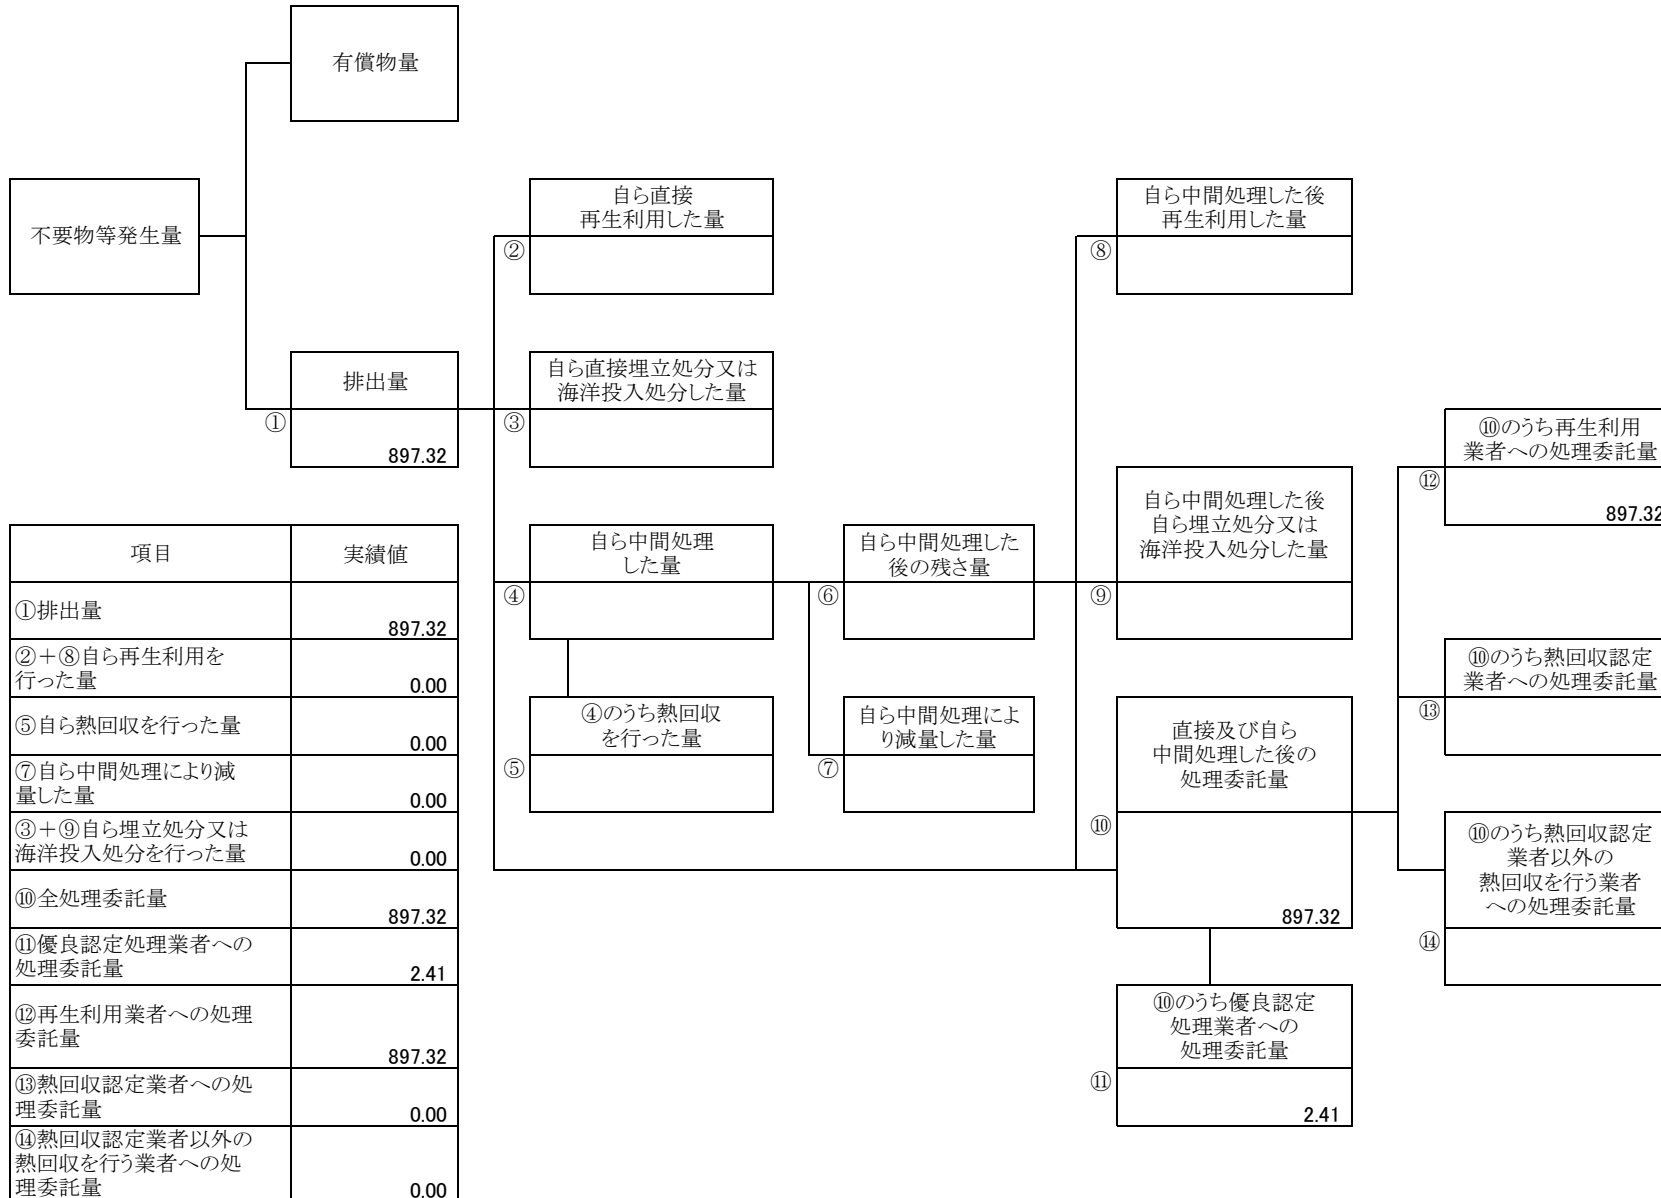 有償物量
不要物等発生量
自ら直接
再生利用した量
②
自ら中間処理した後
再生利用した量
⑧
排出量
①
897.32
自ら直接埋立処分又は
海洋投入処分した量
③
⑩のうち再生利用
業者への処理委託量
⑫
897.32
自ら中間処理した後
自ら埋立処分又は
海洋投入処分した量
⑨
自ら中間処理
した量
④
自ら中間処理した
後の残さ量
⑥
⑩のうち熱回収認定
業者への処理委託量
⑬
④のうち熱回収
を行った量
⑤
自ら中間処理によ
り減量した量
⑦
直接及び自ら
中間処理した後の
処理委託量
⑩
897.32
⑩のうち熱回収認定
業者以外の
熱回収を行う業者
への処理委託量
⑭
⑩のうち優良認定
処理業者への
処理委託量
⑪
2.41
項目
実績値
①排出量
897.32
②+⑧自ら再生利用を
行った量
0.00
⑤自ら熱回収を行った量
0.00
⑦自ら中間処理により減
量した量
0.00
③+⑨自ら埋立処分又は
海洋投入処分を行った量
0.00
⑩全処理委託量
897.32
⑪優良認定処理業者への
処理委託量
2.41
⑫再生利用業者への処理
委託量
897.32
⑬熱回収認定業者への処
理委託量
0.00
⑭熱回収認定業者以外の
熱回収を行う業者への処
理委託量
0.00